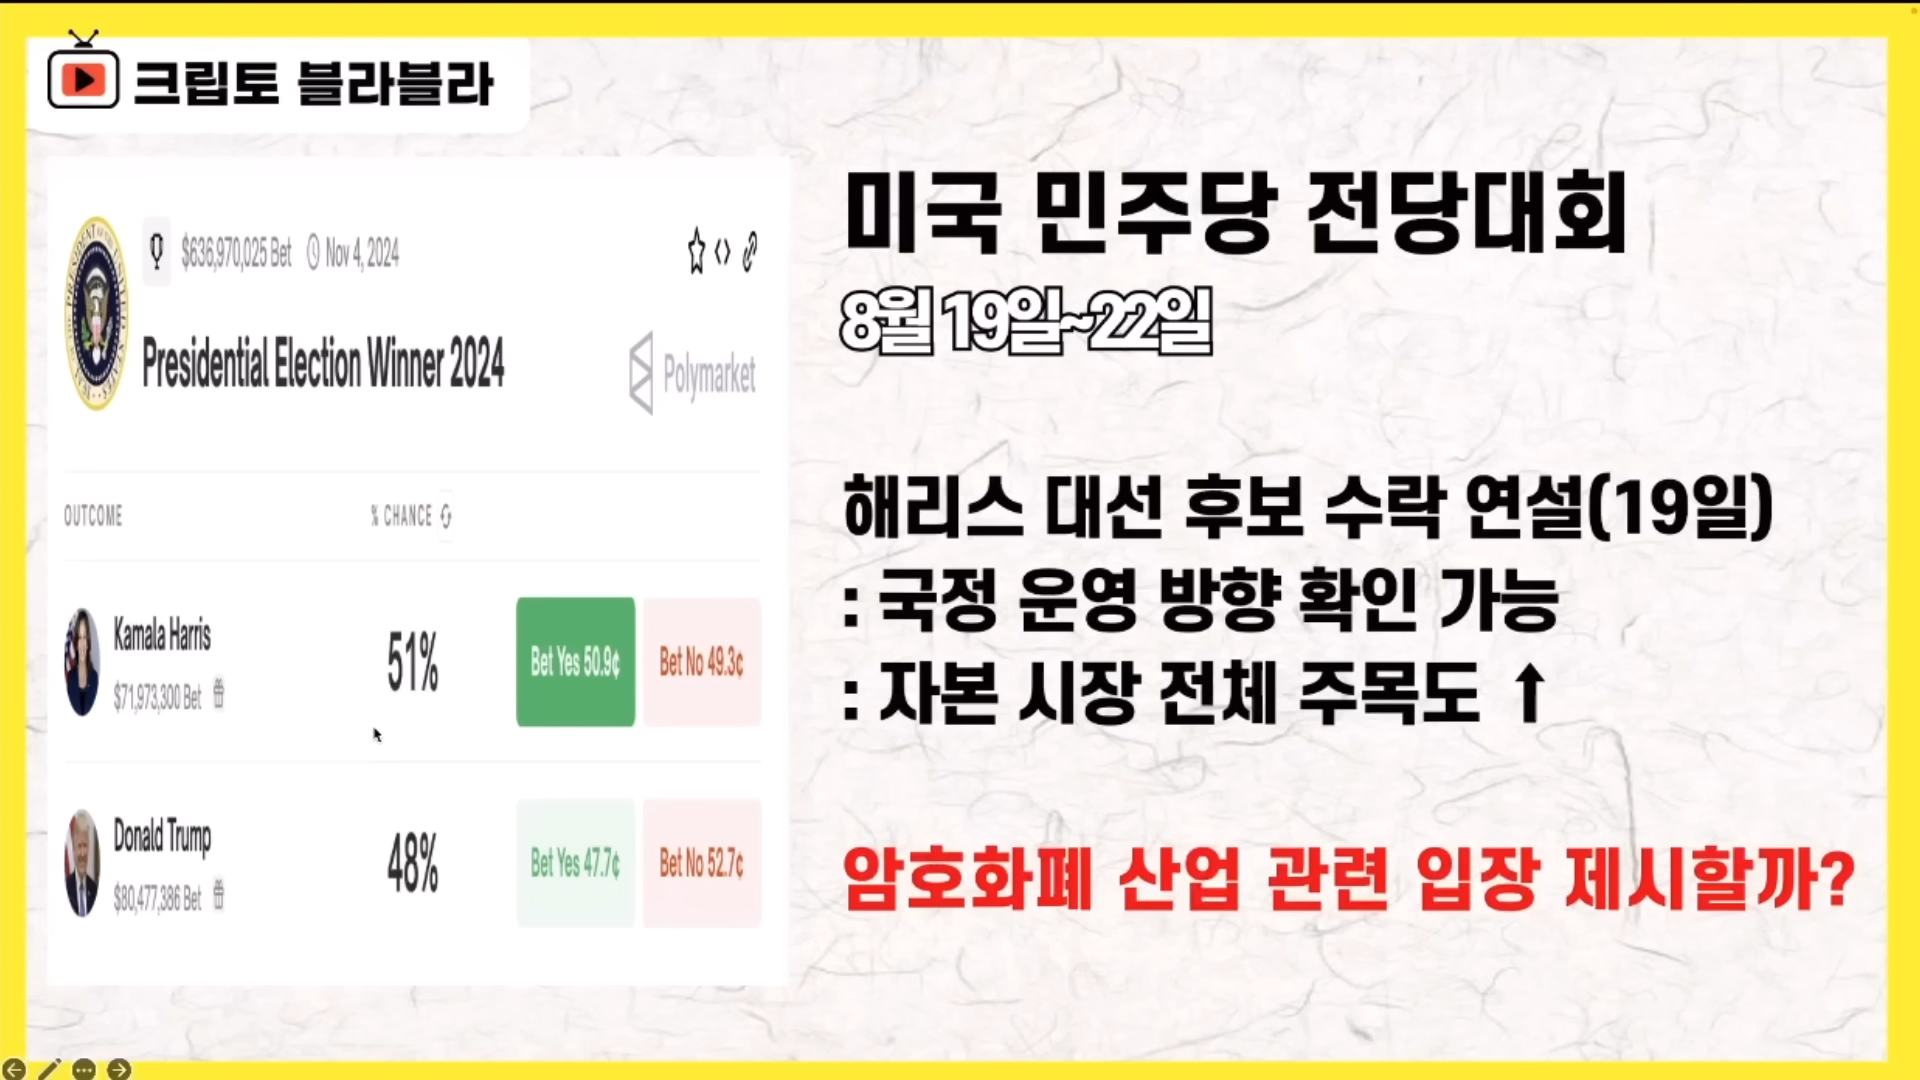 크립토 블라블라
$636,970,025 Bet Nov 4, 2024
Presidential Election Winner 2024
Polymarket
OUTCOME % CHANCE
Kamala Harris
$71,973,300 Bet
51%
Bet Yes 50.9¢
Bet No 49.3¢
Donald Trump
$80,477,386 Bet
48%
Bet Yes 47.7¢
Bet No 52.7¢
미국 민주당 전당대회
8월 19일~22일
해리스 대선 후보 수락 연설(19일)
: 국정 운영 방향 확인 가능
: 자본 시장 전체 주목도 ↑
암호화폐 산업 관련 입장 제시할까?